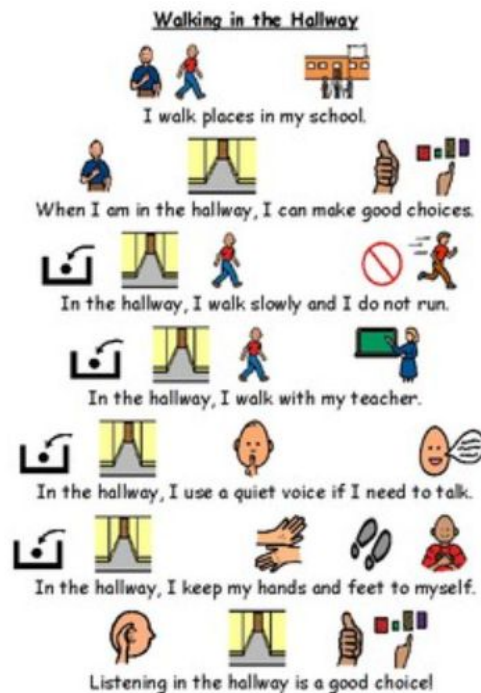 Walking in the Hallway
I walk places in my school.
When I am in the hallway, I can make good choices.
In the hallway, I walk slowly and I do not run.
In the hallway, I walk with my teacher.
In the hallway, I use a quiet voice if I need to talk.
In the hallway, I keep my hands and feet to myself.
Listening in the hallway is a good choice!